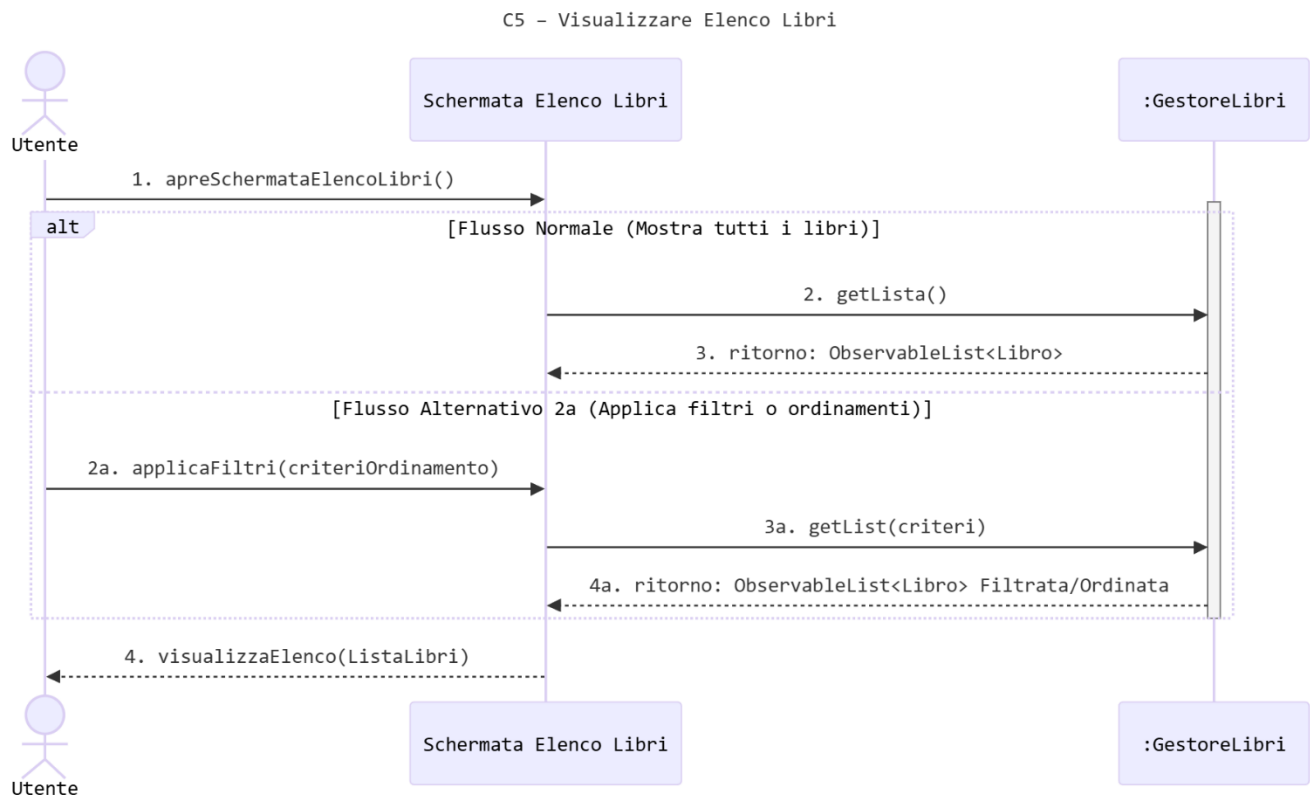 C5 – Visualizzare Elenco Libri
Utente
Schermata Elenco Libri
:GestoreLibri
1. apreSchermataElencoLibri()
alt
[Flusso Normale (Mostra tutti i libri)]
2. getLista()
3. ritorno: ObservableList<Libro>
[Flusso Alternativo 2a (Applica filtri o ordinamenti)]
2a. applicaFiltri(criteriOrdinamento)
3a. getList(criteri)
4a. ritorno: ObservableList<Libro> Filtrata/Ordinata
4. visualizzaElenco(ListaLibri)
Schermata Elenco Libri
:GestoreLibri
Utente